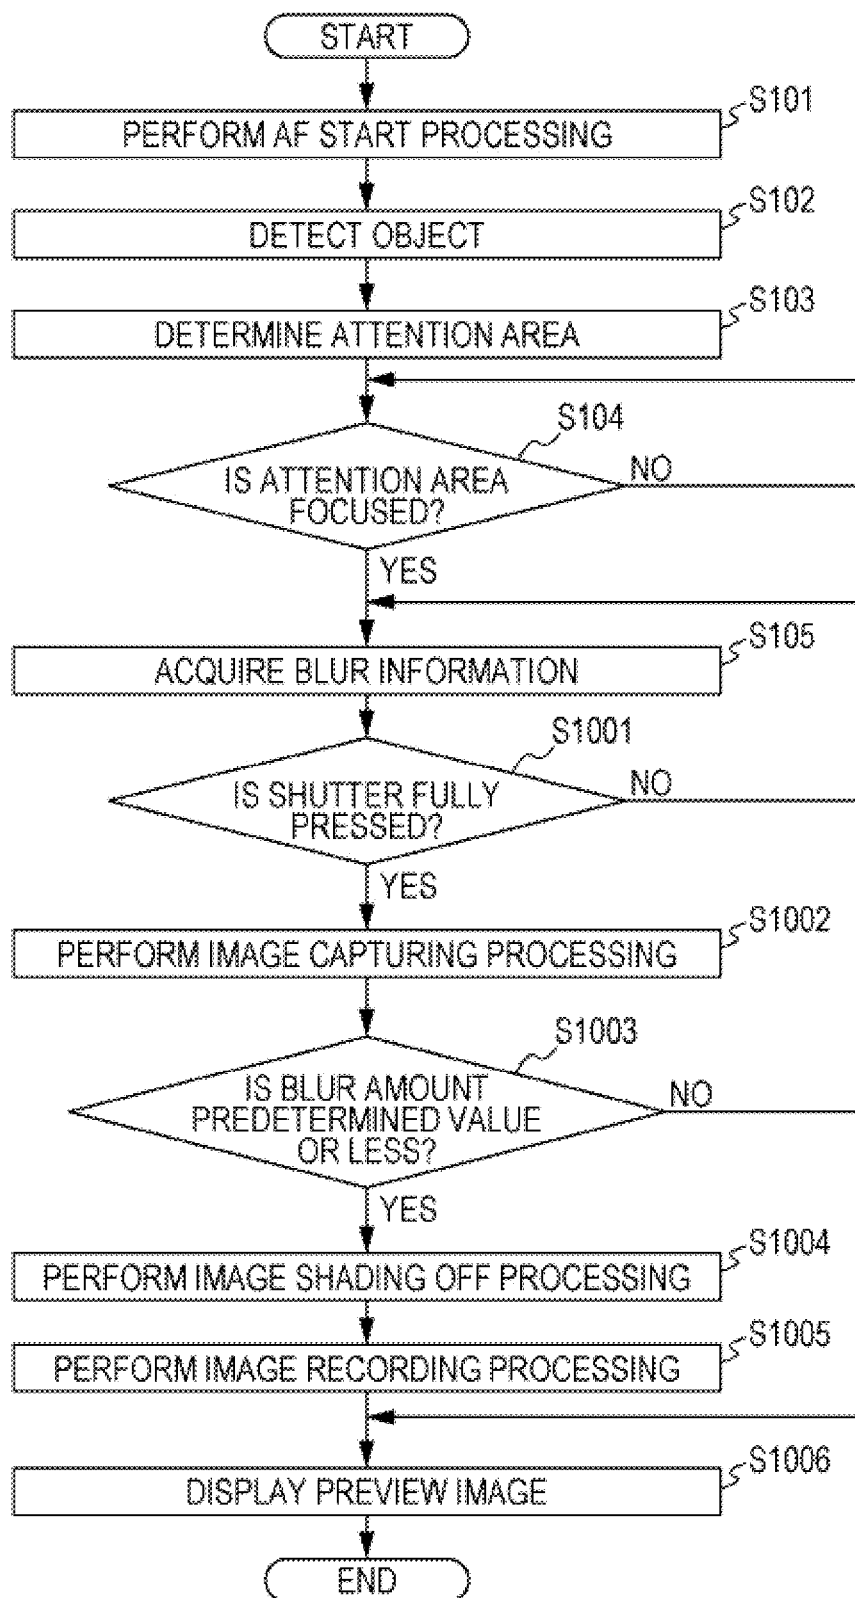 START
S101
PERFORM AF START PROCESSING
S102
DETECT OBJECT
S103
DETERMINE ATTENTION AREA
S104
IS ATTENTION AREA
FOCUSED?
NO
YES
S105
ACQUIRE BLUR INFORMATION
S1001
IS SHUTTER FULLY
PRESSED?
NO
YES
S1002
PERFORM IMAGE CAPTURING PROCESSING
S1003
IS BLUR AMOUNT
PREDETERMINED VALUE
OR LESS?
NO
YES
S1004
PERFORM IMAGE SHADING OFF PROCESSING
S1005
PERFORM IMAGE RECORDING PROCESSING
S1006
DISPLAY PREVIEW IMAGE
END